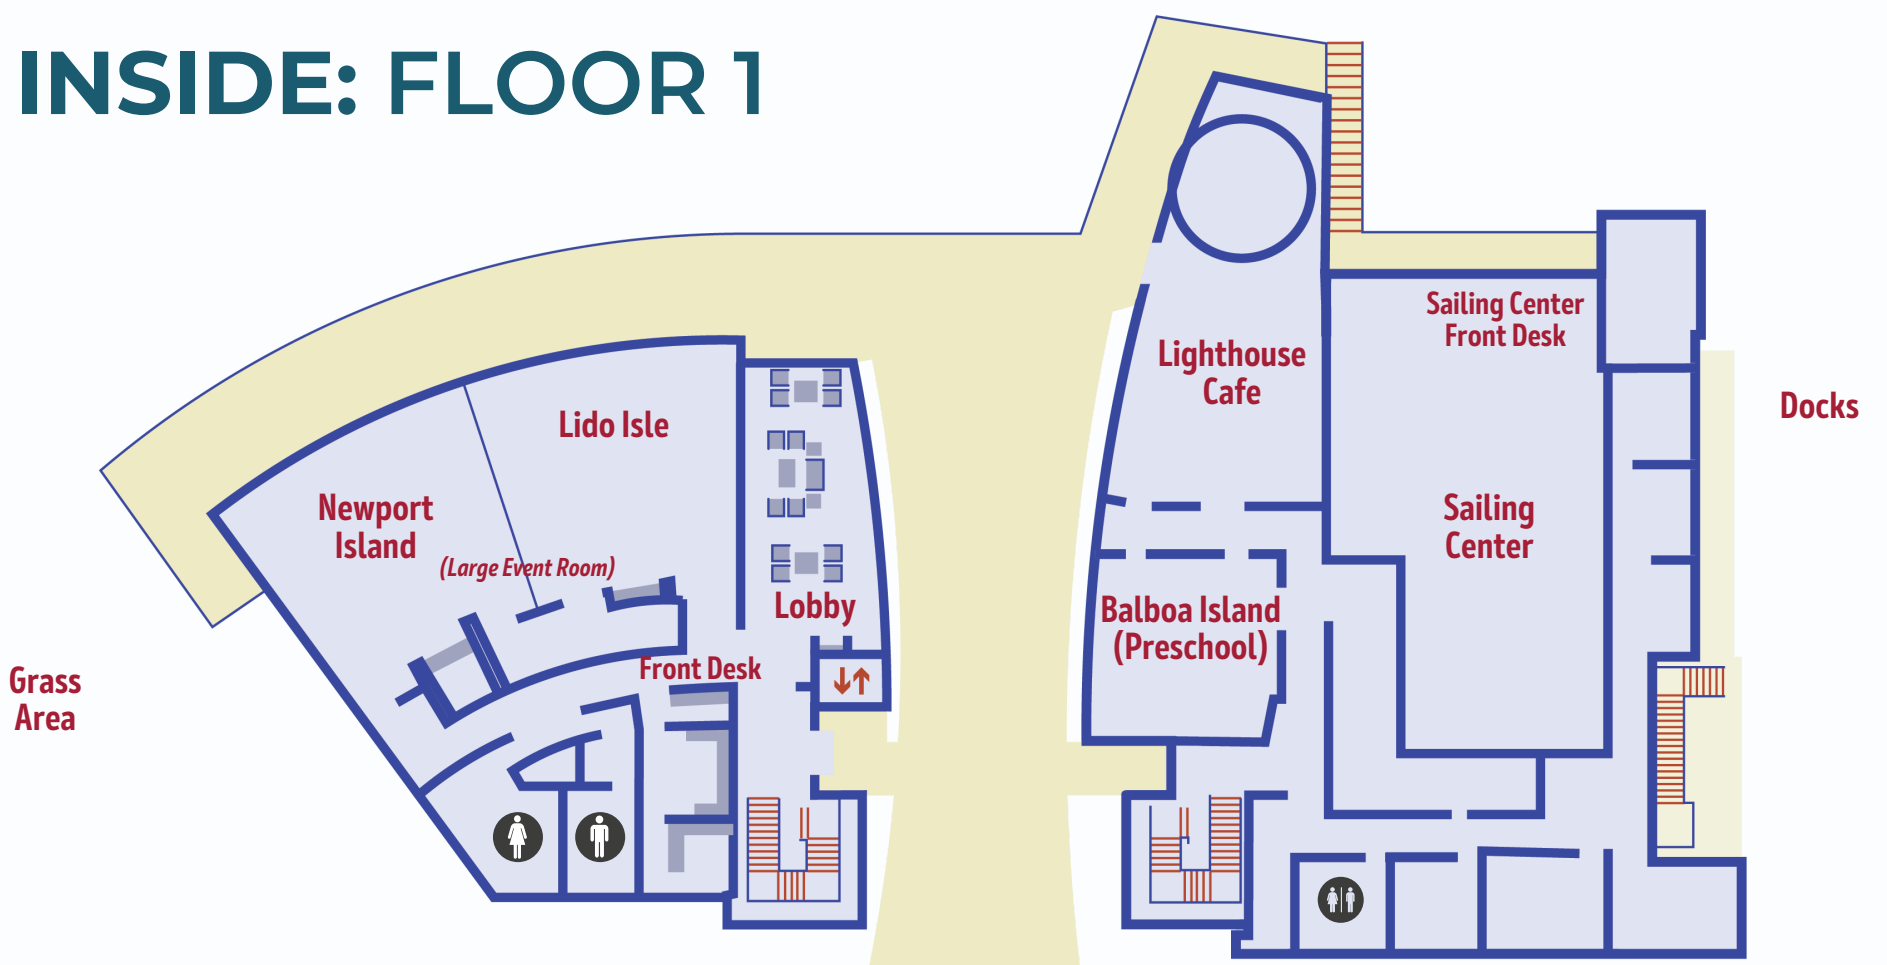 INSIDE: FLOOR 1
Sailing Center
Front Desk
Lighthouse
Cafe
Docks
Lido Isle
Newport
Island
(Large Event Room)
Sailing
Center
Lobby
Balboa Island
(Preschool)
Front Desk
Grass
Area